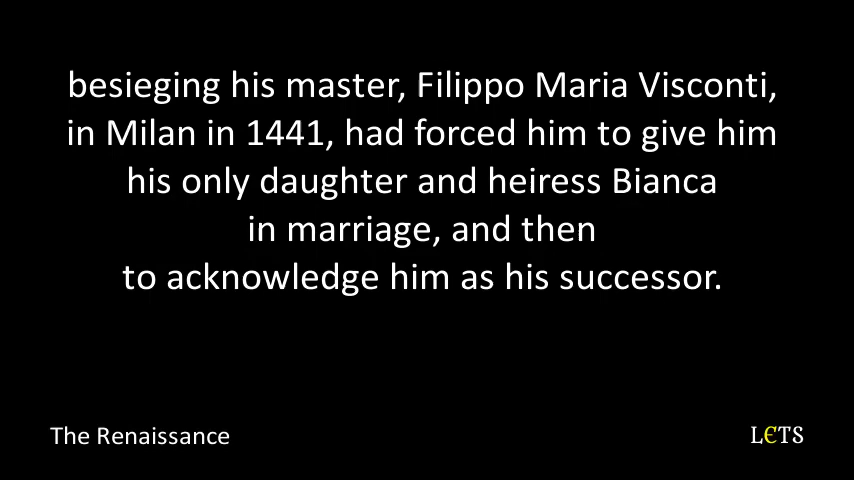 besieging his master, Filippo Maria Visconti,
in Milan in 1441, had forced him to give him
his only daughter and heiress Bianca
in marriage, and then
to acknowledge him as his successor.
The Renaissance
LЄTS